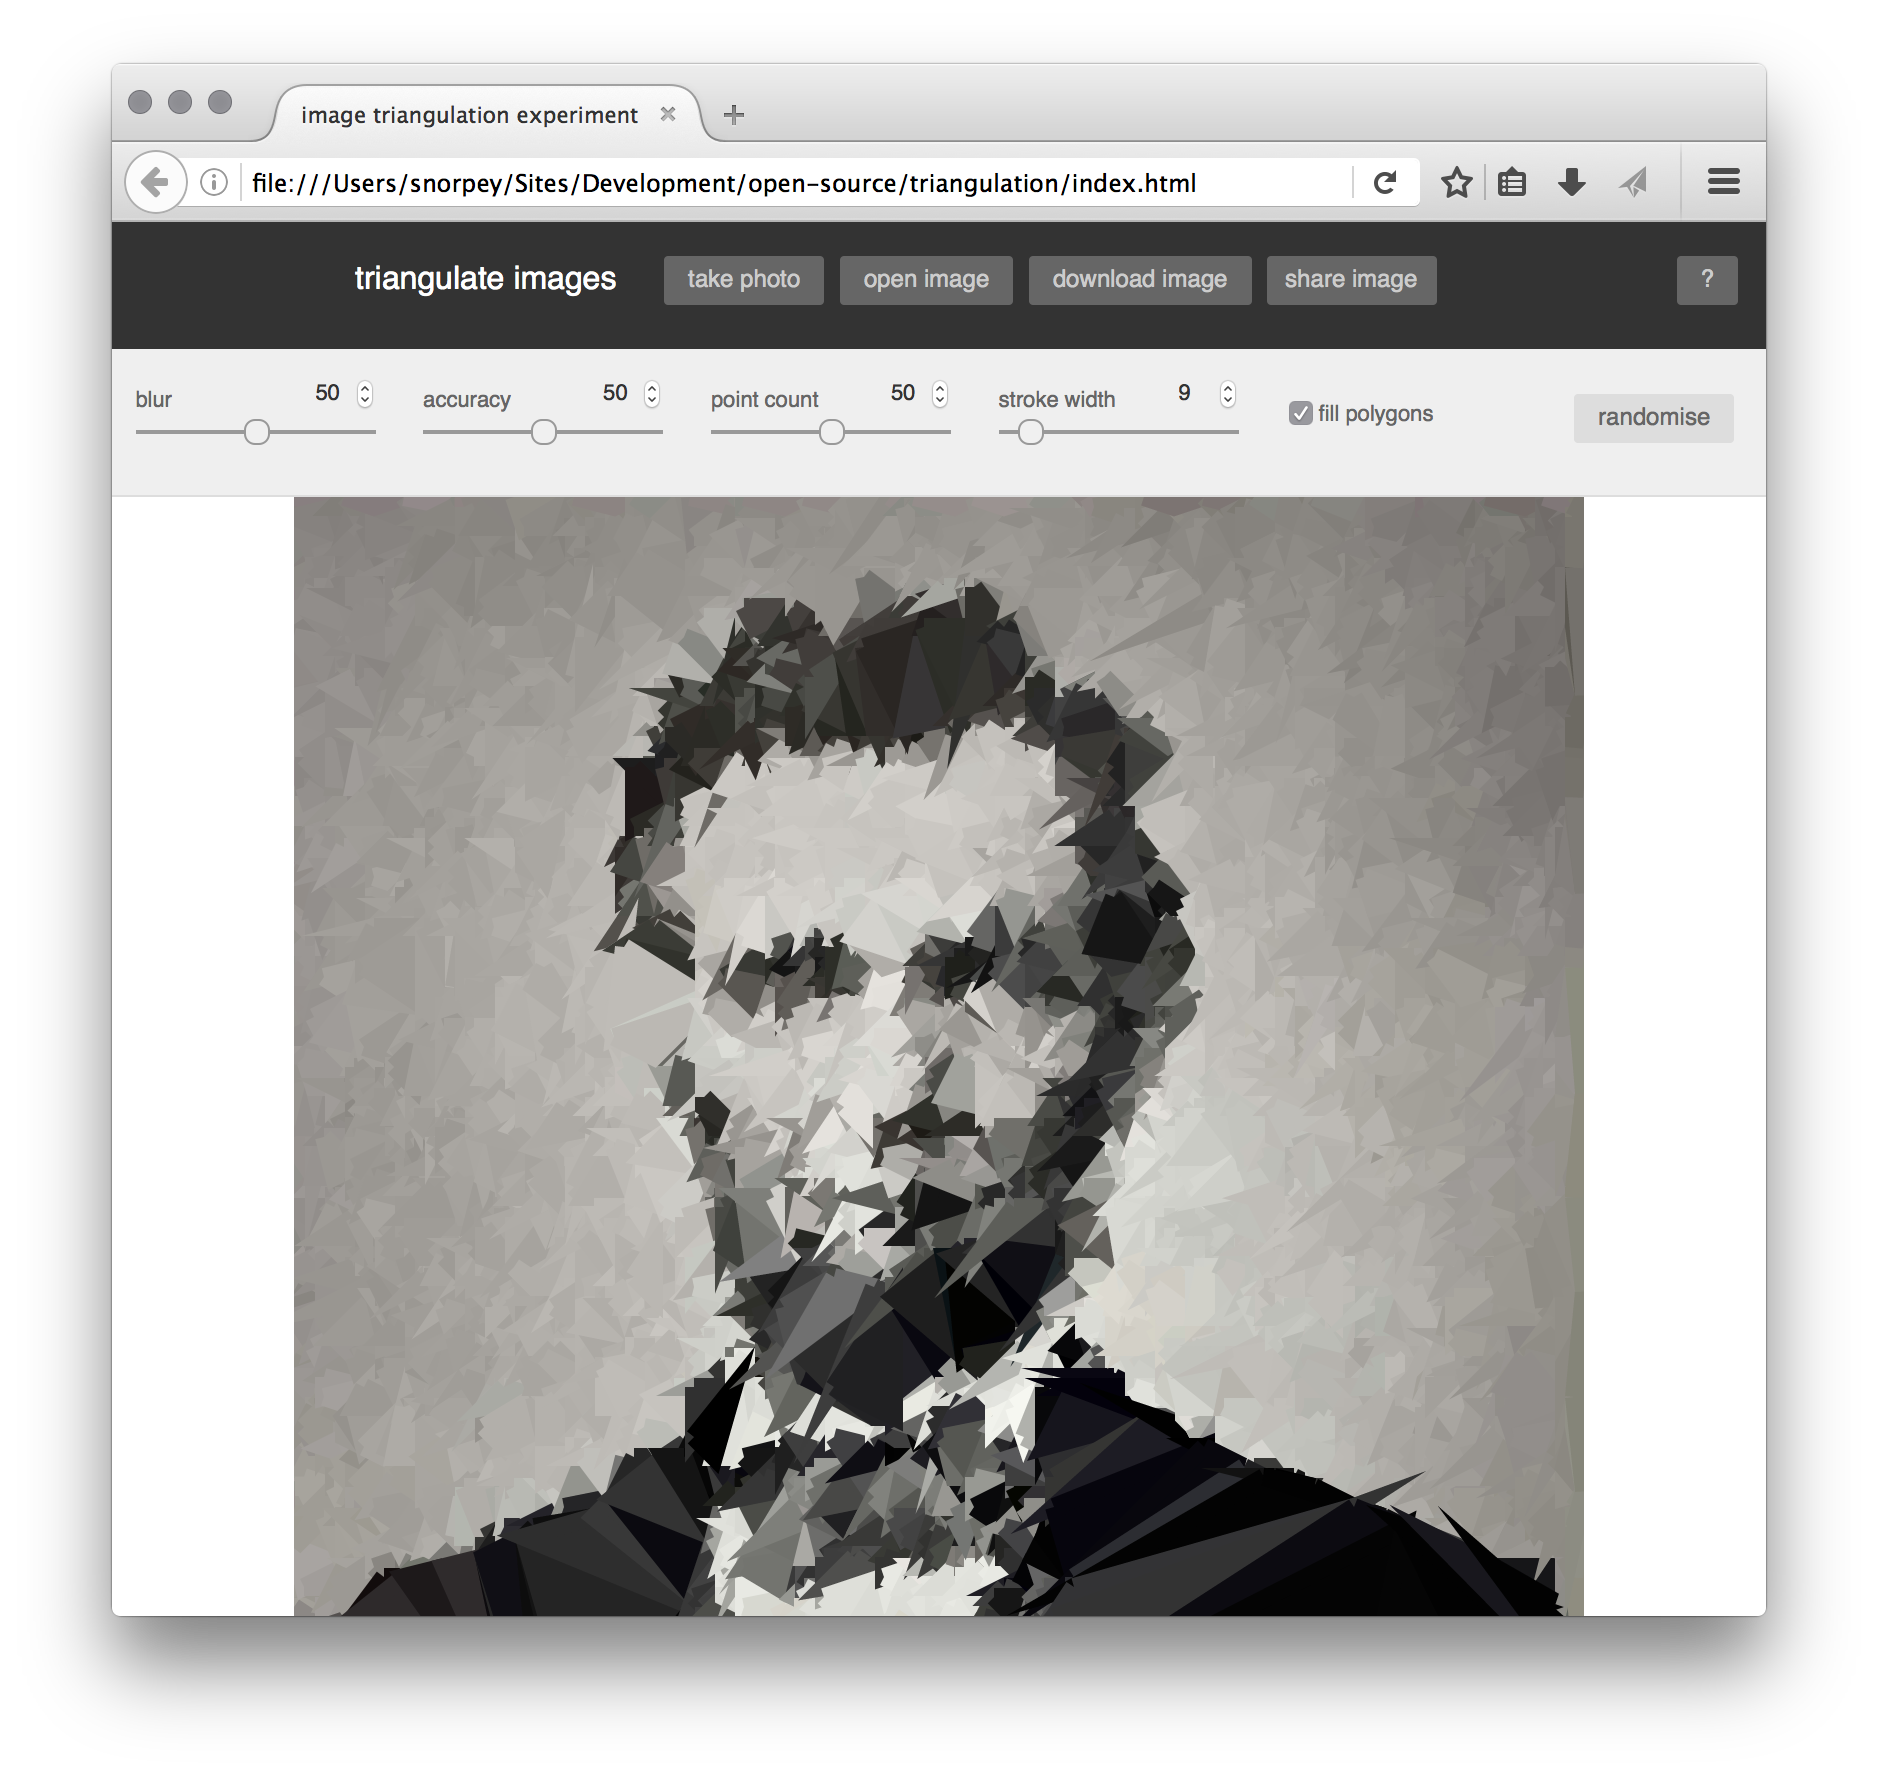 image triangulation experiment
file:///Users/snorpey/Sites/Development/open-source/triangulation/index.html
triangulate images
take photo
open image
download image
share image
?
blur
50
accuracy
50
point count
50
stroke width
9
fill polygons
randomise